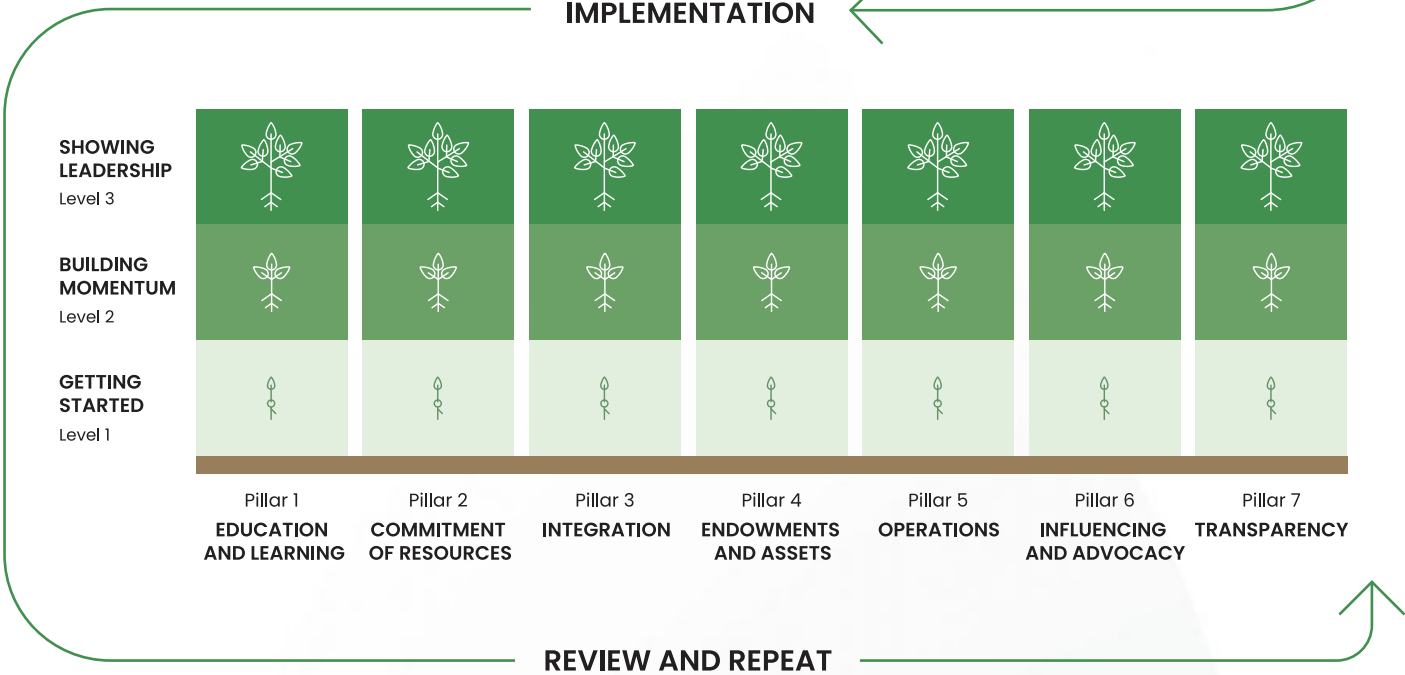 IMPLEMENTATION
SHOWING
LEADERSHIP
Level 3
BUILDING
MOMENTUM
Level 2
GETTING
STARTED
Level 1
Pillar 1
EDUCATION
AND LEARNING
Pillar 2
COMMITMENT
OF RESOURCES
Pillar 3
INTEGRATION
Pillar 4
ENDOWMENTS
AND ASSETS
Pillar 5
OPERATIONS
Pillar 6
INFLUENCING
AND ADVOCACY
Pillar 7
TRANSPARENCY
REVIEW AND REPEAT